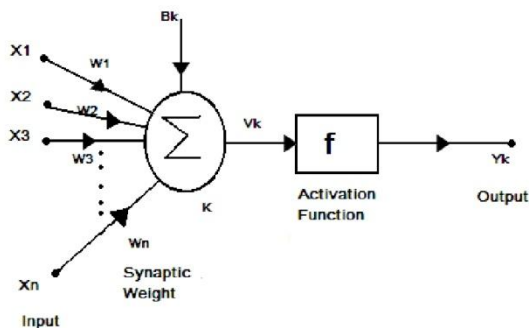 Bk
X1
W1
X2
W2
X3
W3
Σ
Vk
f
Yk
K
Activation
Function
Output
Wn
Synaptic
Weight
Xn
Input